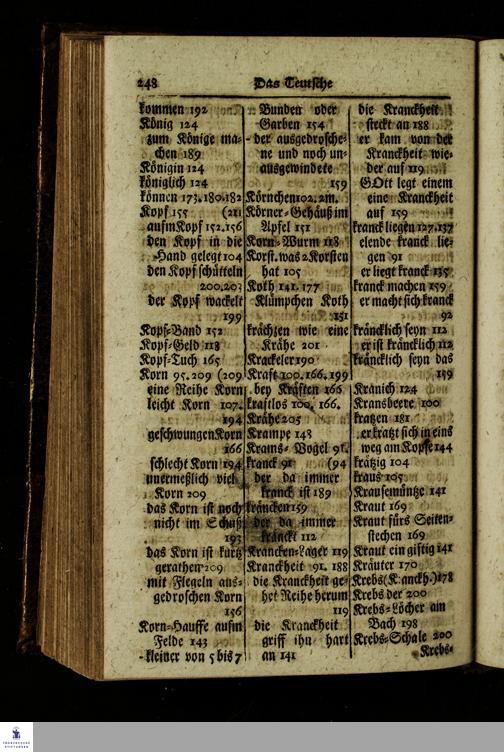 248
Das Teutsche
kommen 192
König 124
zum Könige ma-
chen 189
Königin 124
königlich 124
können 173. 180. 182
Kopf 155 (211
aufm Kopf 152. 156
den Kopf in die
Hand gelegt 104
den Kopf schütteln
200. 203
der Kopf wackelt
199
Kopf-Band 152
Kopf-Geld 118
Kopf-Tuch 165
Korn 95. 209 (209
eine Reihe Korn
leicht Korn 107.
194
geschwungen Korn
166
schlecht Korn 194
unermeßlich viel
Korn 209
das Korn ist noch
nicht im Schuß
193
das Korn ist kurtz
gerathen 209
mit Flegeln aus-
gedroschen Korn
156
Korn-Hauffe aufm
Felde 143
- kleiner von 5 bis 7
Bunden oder
Garben 154
- der ausgedrosche-
ne und noch un-
ausgewindete
159
Körnchen 102. 2m.
Körner-Gehäuß im
Apfel 151
Korn-Wurm 118
Korst. was 2 Korsten
hat 105
Koth 141. 177
Klümpchen Koth
151
krächzen wie eine
Krähe 201
Krackeler 190
Kraft 100. 166. 199
bey Kräften 166
kraftlos 100. 166.
Krähe 205
Krampe 148
Krams-Vogel 91.
kranck 91 (94
der da immer
kranck ist 189
kräncken 159
der da immer
kränckt 112
Krancken-Lager 119
Kranckheit 91. 188
die Kranckheit ge-
het Reihe herum
119
die Kranckheit
griff ihn hart
an 141
die Kranckheit
steckt an 188
er kam von der
Kranckheit wie-
der auf 119
GOtt legt einem
eine Kranckheit
auf 159
kranck liegen 127. 137
elende kranck lie-
gen 91
er liegt kranck 135
kranck machen 159
er macht sich kranck
92
kräncklich seyn 112
er ist kräncklich 112
kräncklich seyn das
159
Kranich 124
Kransbeere 100
kratzen 181
er kratzt sich in eins
weg am Kopfe 144
krätzig 104
kraus 105
Krausemüntze 141
Kraut 169
Kraut fürs Seiten-
stechen 169
Kraut ein giftig 141
Kräuter 170
Krebs (Kranckh.) 178
Krebs der 200
Krebs-Löcher am
Bach 198
Krebs-Schale 200
Krebs-
FRANCKESCHE
STIFTUNGEN